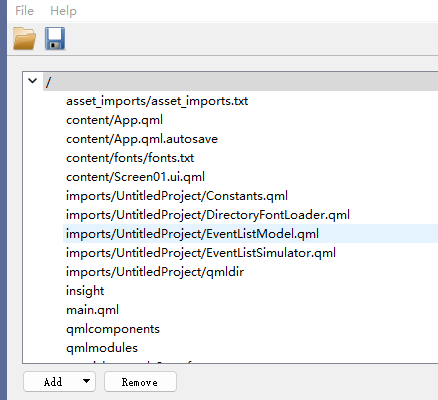 File Help
/
asset_imports/asset_imports.txt
content/App.qml
content/App.qml.autosave
content/fonts/fonts.txt
content/Screen01.ui.qml
imports/UntitledProject/Constants.qml
imports/UntitledProject/DirectoryFontLoader.qml
imports/UntitledProject/EventListModel.qml
imports/UntitledProject/EventListSimulator.qml
imports/UntitledProject/qmldir
insight
main.qml
qmlcomponents
qmlmodules
Add Remove